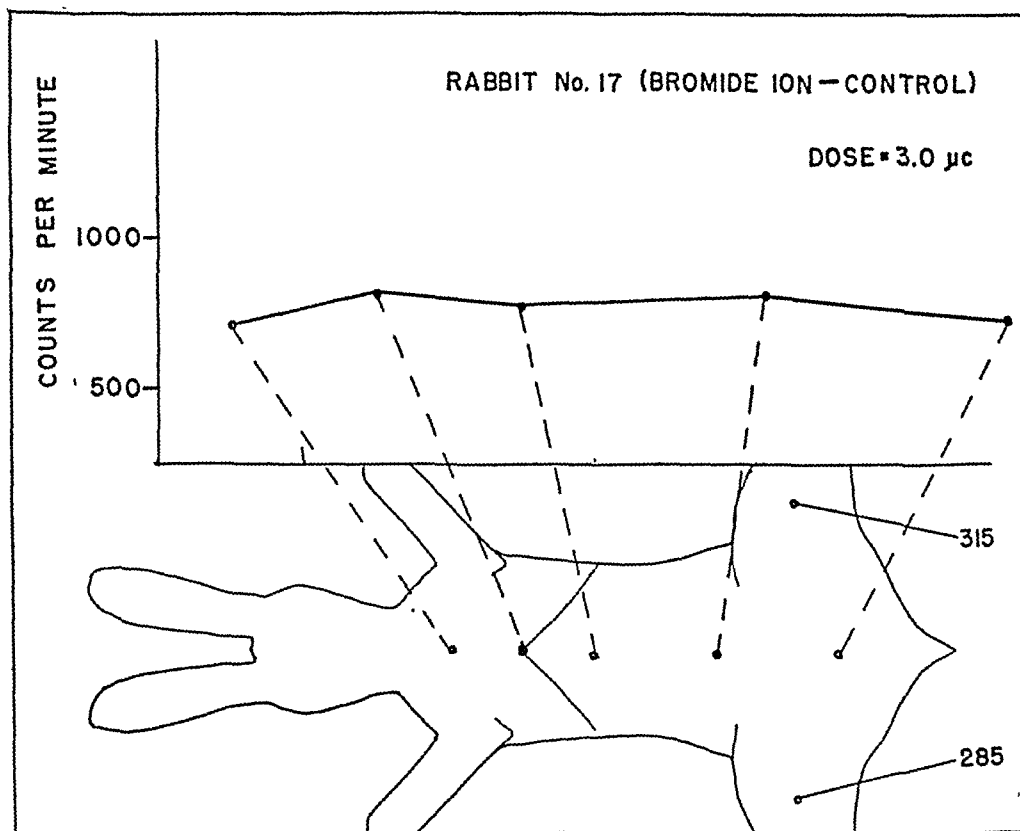 RABBIT No. 17 (BROMIDE ION—CONTROL)
DOSE = 3.0 µc
COUNTS PER MINUTE
1000
500
315
285